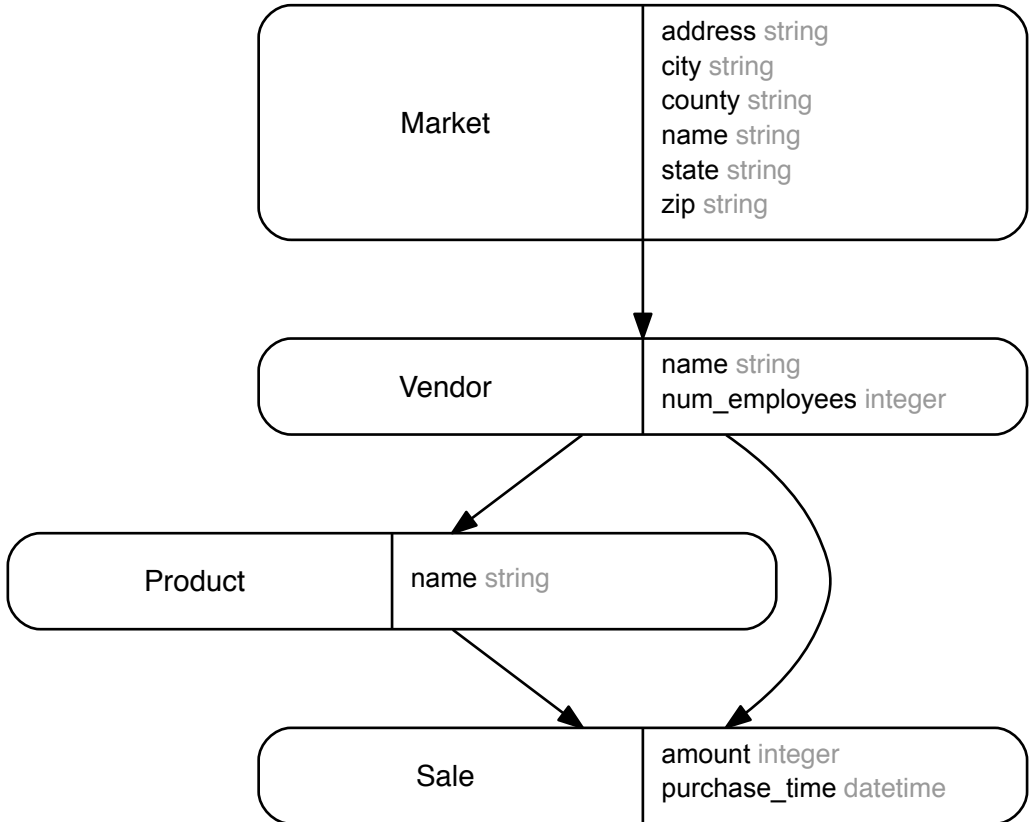 Market
address string
city string
county string
name string
state string
zip string
Vendor
name string
num_employees integer
Product
name string
Sale
amount integer
purchase_time datetime